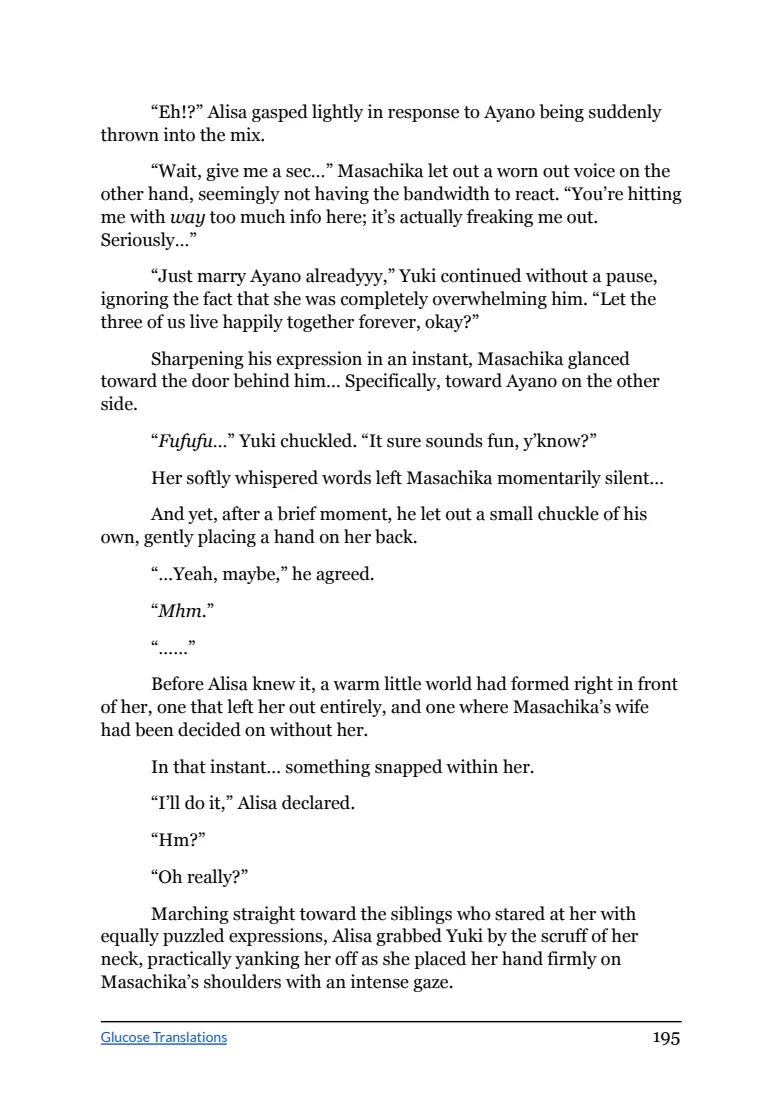 “Eh!?” Alisa gasped lightly in response to Ayano being suddenly
thrown into the mix.
“Wait, give me a sec…” Masachika let out a worn out voice on the
other hand, seemingly not having the bandwidth to react. “You’re hitting
me with way too much info here; it’s actually freaking me out.
Seriously…”
“Just marry Ayano alreadyyy,” Yuki continued without a pause,
ignoring the fact that she was completely overwhelming him. “Let the
three of us live happily together forever, okay?”
Sharpening his expression in an instant, Masachika glanced
toward the door behind him… Specifically, toward Ayano on the other
side.
“Fufufu…” Yuki chuckled. “It sure sounds fun, y’know?”
Her softly whispered words left Masachika momentarily silent…
And yet, after a brief moment, he let out a small chuckle of his
own, gently placing a hand on her back.
“…Yeah, maybe,” he agreed.
“Mhm.”
“……”
Before Alisa knew it, a warm little world had formed right in front
of her, one that left her out entirely, and one where Masachika’s wife
had been decided on without her.
In that instant… something snapped within her.
“I’ll do it,” Alisa declared.
“Hm?”
“Oh really?”
Marching straight toward the siblings who stared at her with
equally puzzled expressions, Alisa grabbed Yuki by the scruff of her
neck, practically yanking her off as she placed her hand firmly on
Masachika’s shoulders with an intense gaze.
Glucose Translations
195